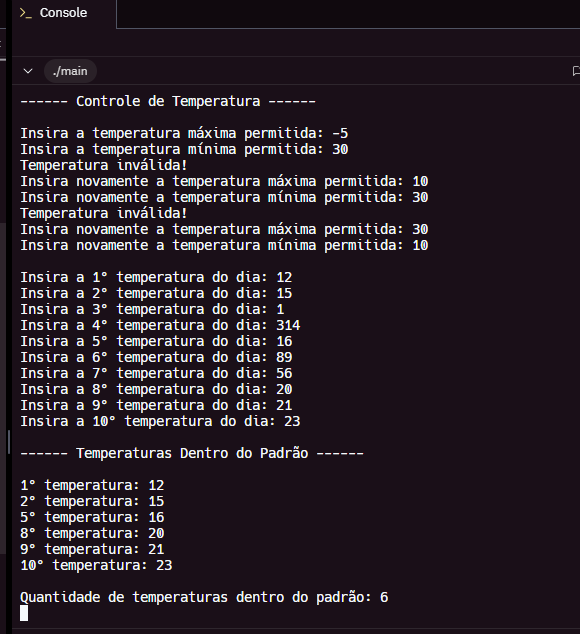 >_ Console
./main
------ Controle de Temperatura ------
Insira a temperatura máxima permitida: -5
Insira a temperatura mínima permitida: 30
Temperatura inválida!
Insira novamente a temperatura máxima permitida: 10
Insira novamente a temperatura mínima permitida: 30
Temperatura inválida!
Insira novamente a temperatura máxima permitida: 30
Insira novamente a temperatura mínima permitida: 10
Insira a 1° temperatura do dia: 12
Insira a 2° temperatura do dia: 15
Insira a 3° temperatura do dia: 1
Insira a 4° temperatura do dia: 314
Insira a 5° temperatura do dia: 16
Insira a 6° temperatura do dia: 89
Insira a 7° temperatura do dia: 56
Insira a 8° temperatura do dia: 20
Insira a 9° temperatura do dia: 21
Insira a 10° temperatura do dia: 23
------ Temperaturas Dentro do Padrão ------
1° temperatura: 12
2° temperatura: 15
5° temperatura: 16
8° temperatura: 20
9° temperatura: 21
10° temperatura: 23
Quantidade de temperaturas dentro do padrão: 6